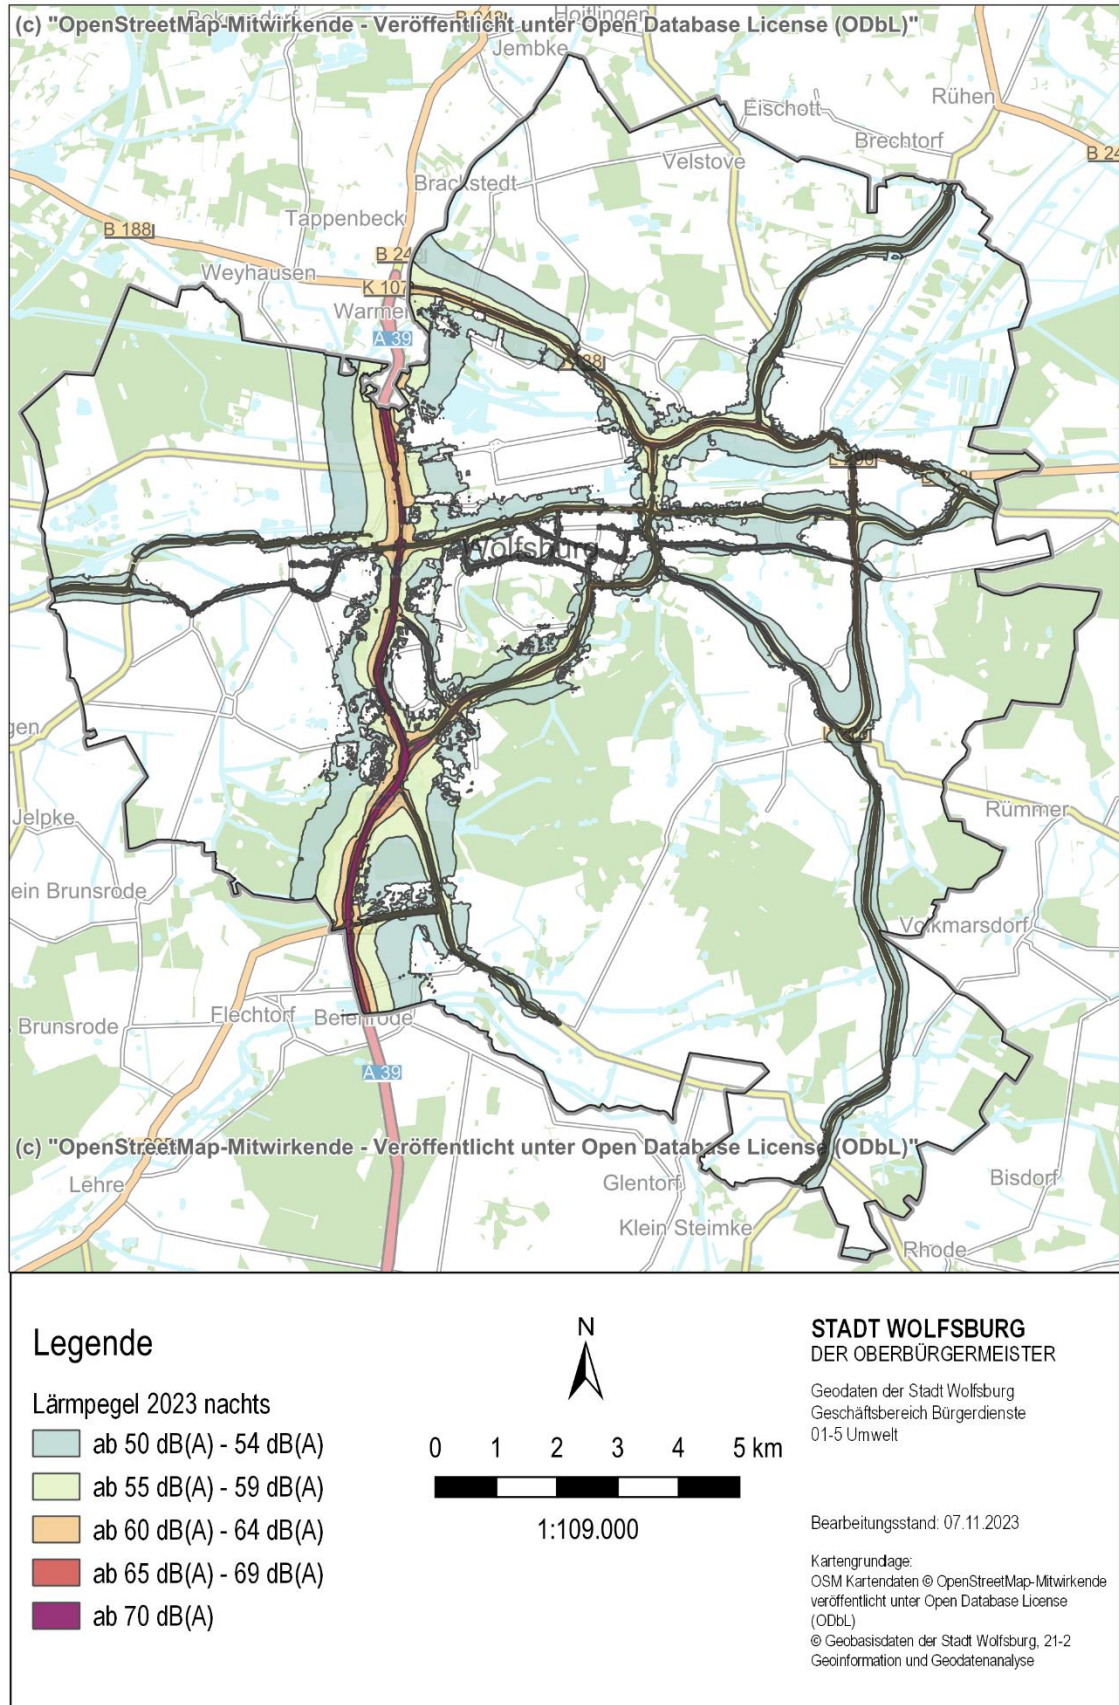 (c) "OpenStreetMap-Mitwirkende - Veröffentlicht unter Open Database License (ODbL)"
Hoitlingen
Jembke
Eischott
Rühen
Brechtorf
Velstove
Brackstedt
Tappenbeck
B 188
Weyhausen
K 107
A 39
Wolfsburg
Jelpke
Rümmer
ein Brunsrode
Volkmarsdorf
Brunsrode
Flechtorf
Beienrode
A 39
(c) "OpenStreetMap-Mitwirkende - Veröffentlicht unter Open Database License (ODbL)"
Lehre
Glentorf
Bisdorf
Klein Steimke
Rhode
Legende
Lärmpegel 2023 nachts
ab 50 dB(A) - 54 dB(A)
ab 55 dB(A) - 59 dB(A)
ab 60 dB(A) - 64 dB(A)
ab 65 dB(A) - 69 dB(A)
ab 70 dB(A)
N
0 1 2 3 4 5 km
1:109.000
STADT WOLFSBURG
DER OBERBÜRGERMEISTER
Geodaten der Stadt Wolfsburg
Geschäftsbereich Bürgerdienste
01-5 Umwelt
Bearbeitungsstand: 07.11.2023
Kartengrundlage:
OSM Kartendaten © OpenStreetMap-Mitwirkende
veröffentlicht unter Open Database License
(ODbL)
© Geobasisdaten der Stadt Wolfsburg, 21-2
Geoinformation und Geodatenanalyse